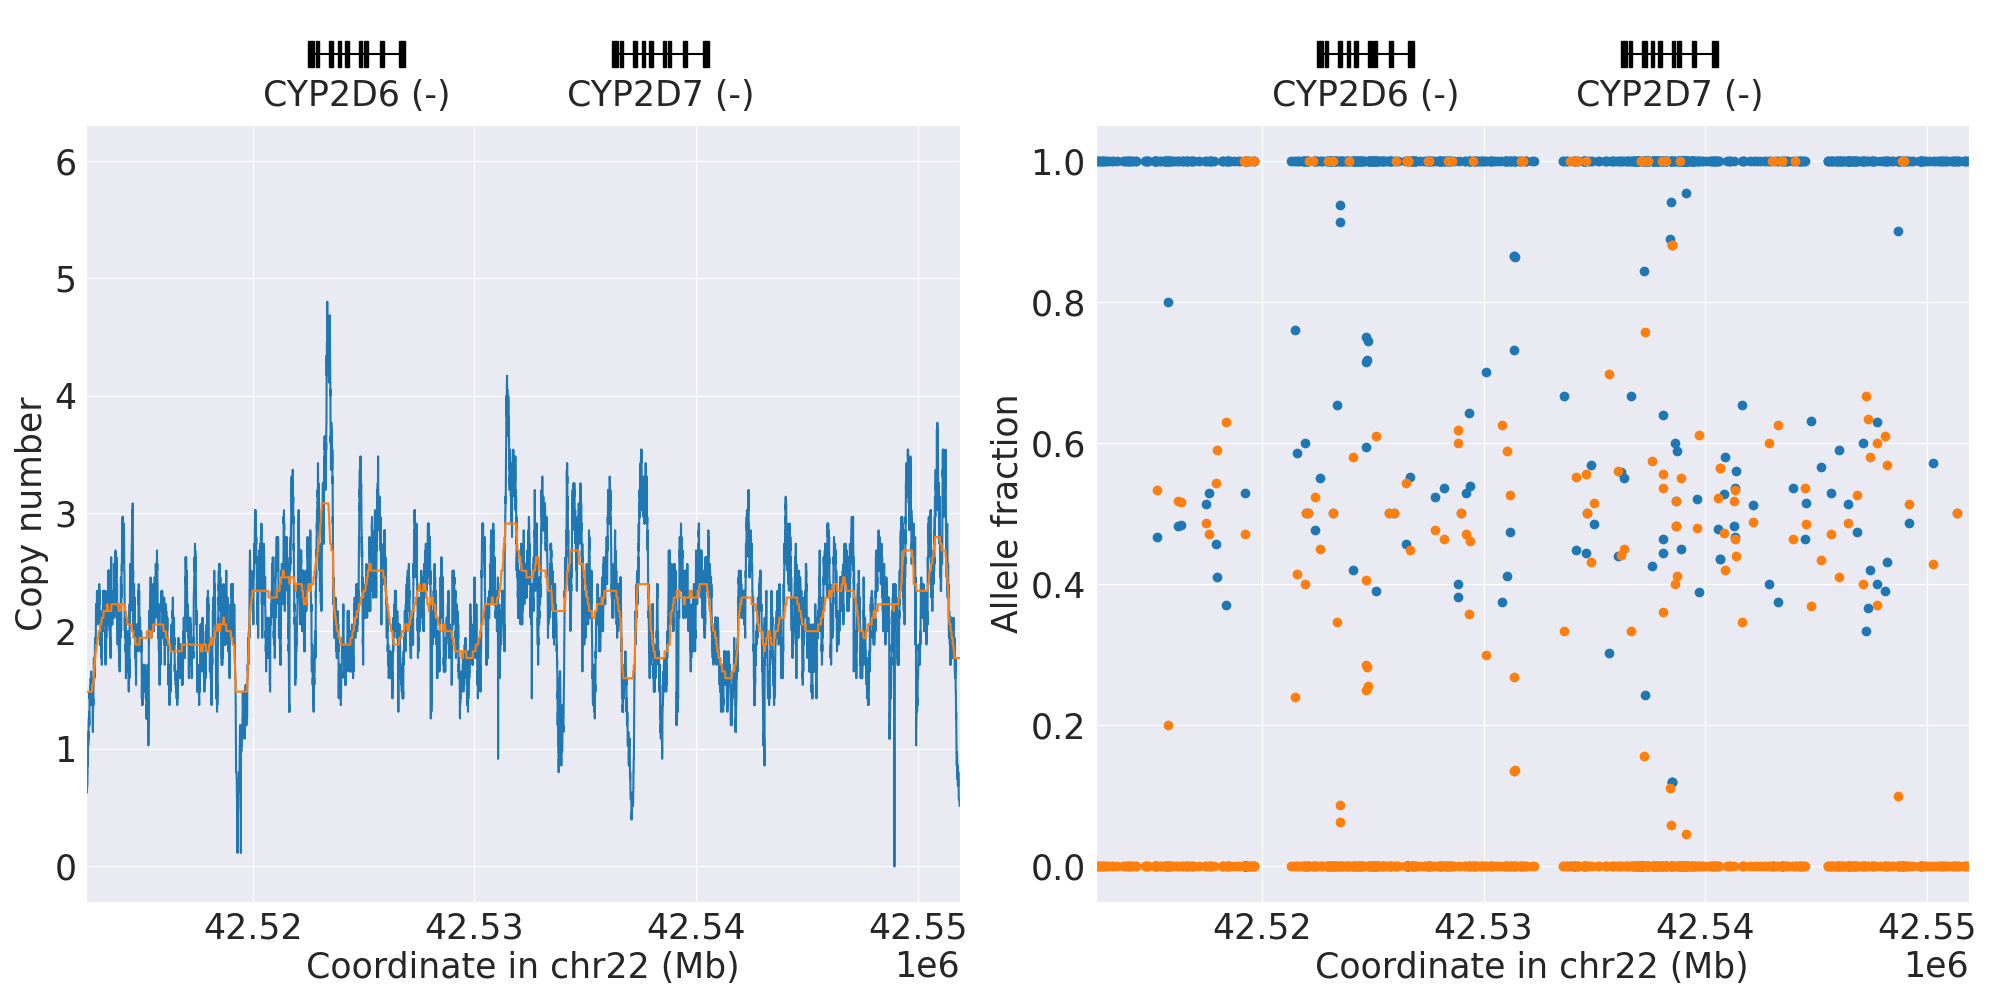 CYP2D6 (-) CYP2D7 (-)
6
5
4
3
2
1
0
Copy number
42.52 42.53 42.54 42.55
1e6
Coordinate in chr22 (Mb)
CYP2D6 (-) CYP2D7 (-)
1.0
0.8
0.6
0.4
0.2
0.0
Allele fraction
42.52 42.53 42.54 42.55
1e6
Coordinate in chr22 (Mb)